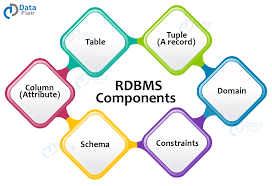 Data
Flair
Table
Tuple
(A record)
Column
(Attribute)
RDBMS
Components
Domain
Schema
Constraints